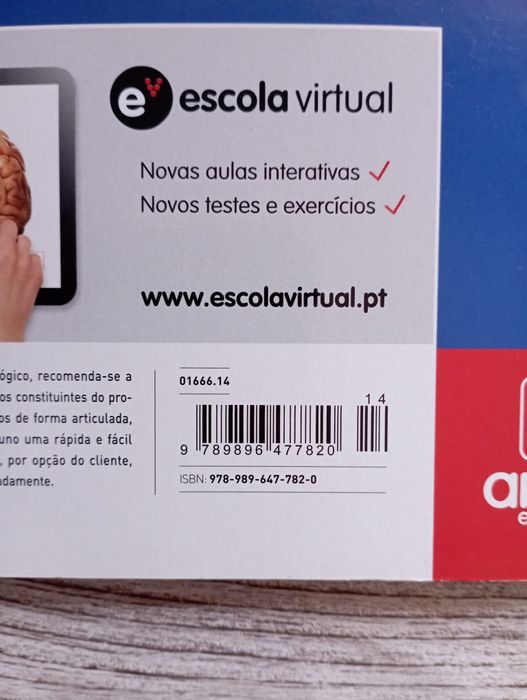 ev escola virtual
Novas aulas interativas
Novos testes e exercícios
www.escolavirtual.pt
ógico, recomenda-se a
os constituintes do pro-
os de forma articulada,
uno uma rápida e fácil
, por opção do cliente,
adamente.
01666.14
14
9 789896 477820
ISBN: 978-989-647-782-0